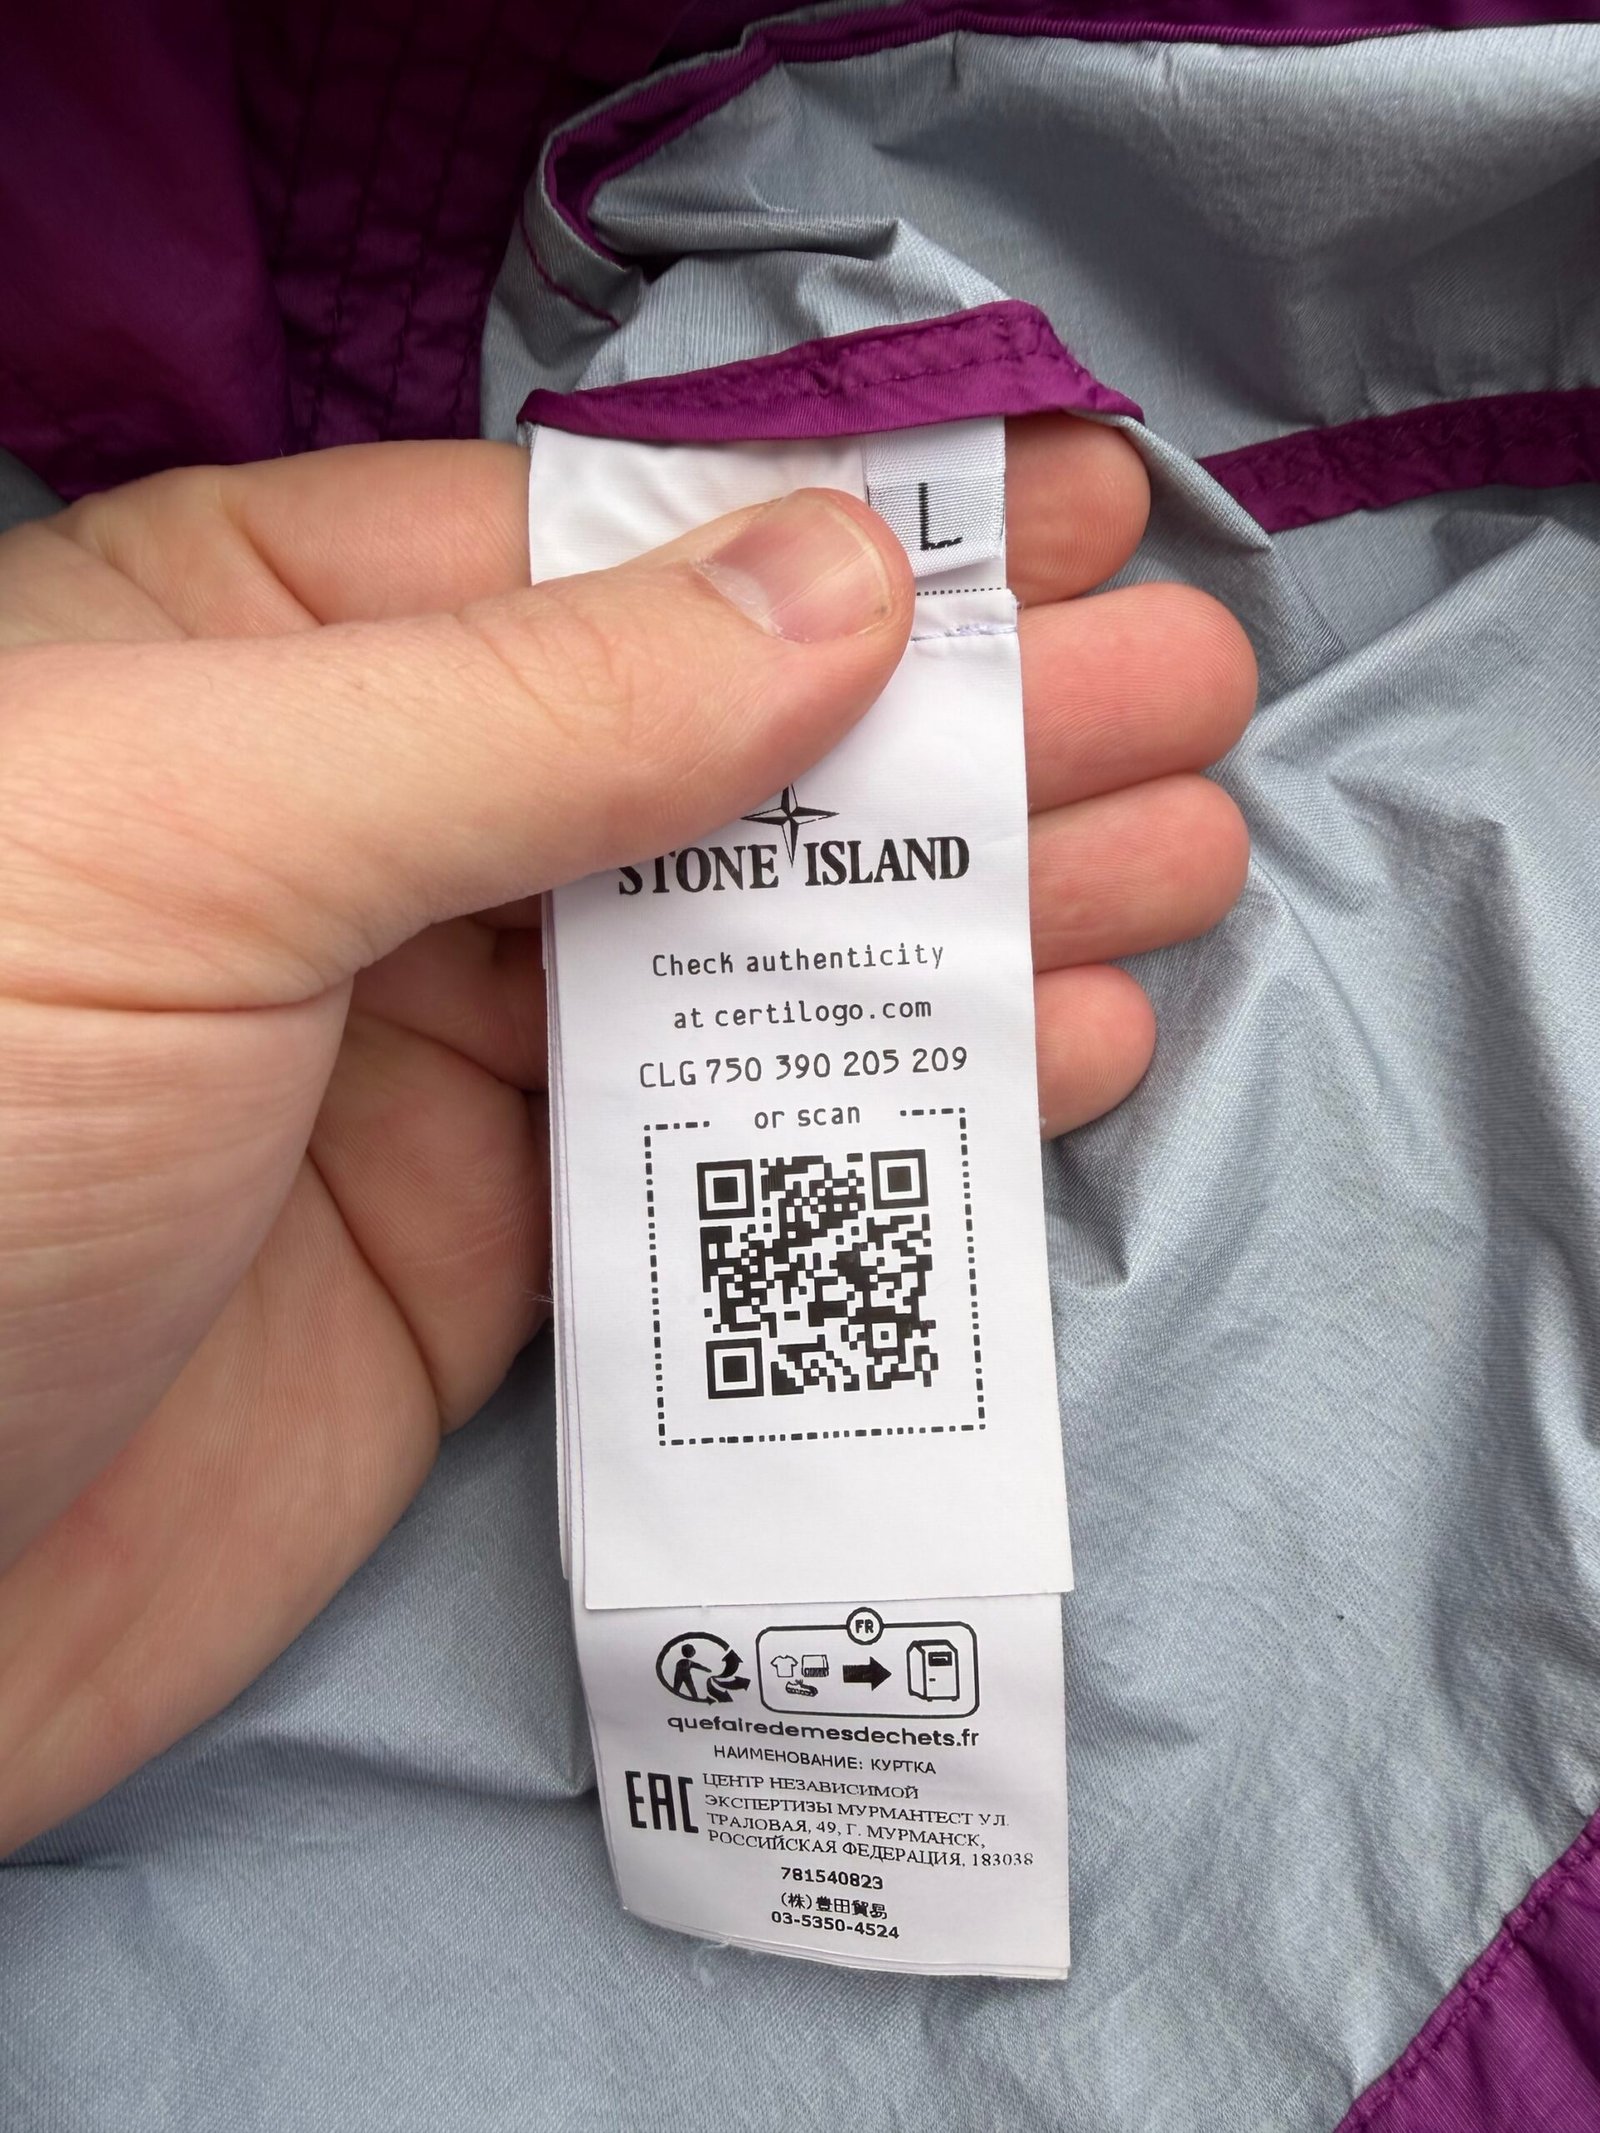 L
STONE ISLAND
Check authenticity
at certilogo.com
CLG 750 390 205 209
or scan
FR
quefairedemesdechets.fr
НАИМЕНОВАНИЕ: КУРТКА
EAC
ЦЕНТР НЕЗАВИСИМОЙ
ЭКСПЕРТИЗЫ МУРМАНТЕСТ УЛ.
ТРАЛОВАЯ, 49, Г. МУРМАНСК,
РОССИЙСКАЯ ФЕДЕРАЦИЯ, 183038
781540823
(株)豊田貿易
03-5350-4524